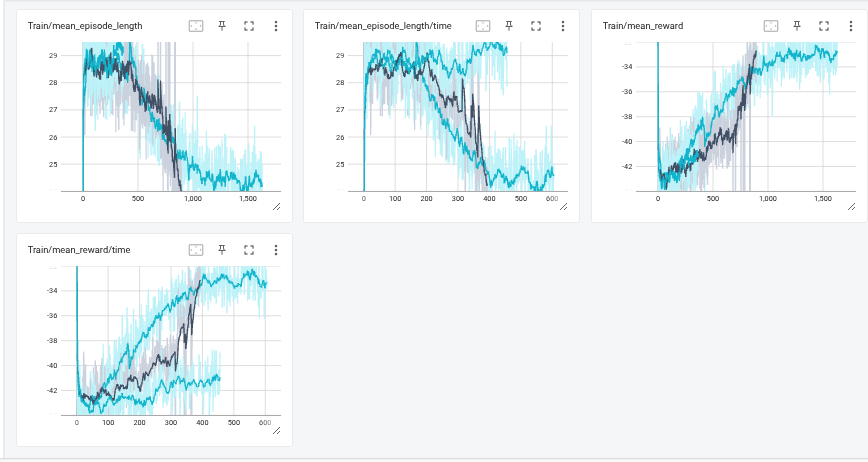 Train/mean_episode_length
29
28
27
26
25
0 500 1,000 1,500
Train/mean_episode_length/time
29
28
27
26
25
0 100 200 300 400 500 600
Train/mean_reward
-34
-36
-38
-40
-42
0 500 1,000 1,500
Train/mean_reward/time
-34
-36
-38
-40
-42
0 100 200 300 400 500 600